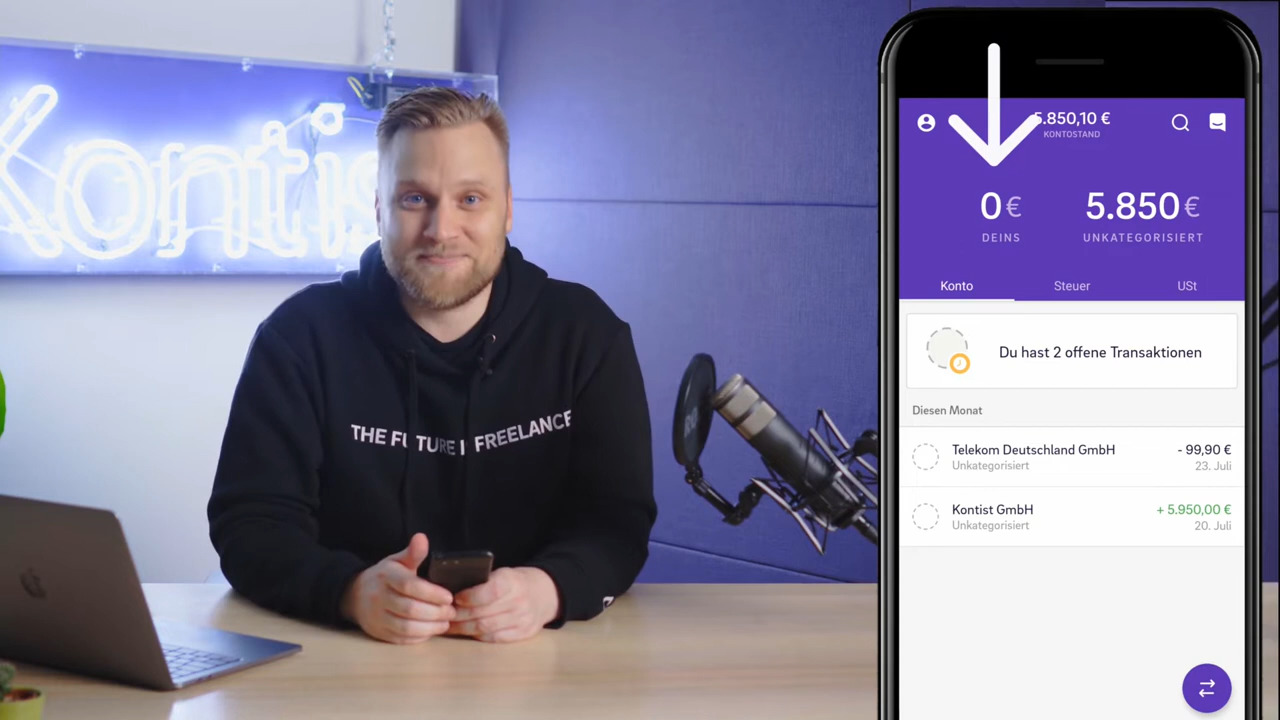 Kontis
THE FUTURE I FREELANCE
5.850,10 €
KONTOSTAND
0 €
DEINS
5.850 €
UNKATEGORISIERT
Konto
Steuer
USt
Du hast 2 offene Transaktionen
Diesen Monat
Telekom Deutschland GmbH
- 99,90 €
Unkategorisiert
23. Juli
Kontist GmbH
+ 5.950,00 €
Unkategorisiert
20. Juli